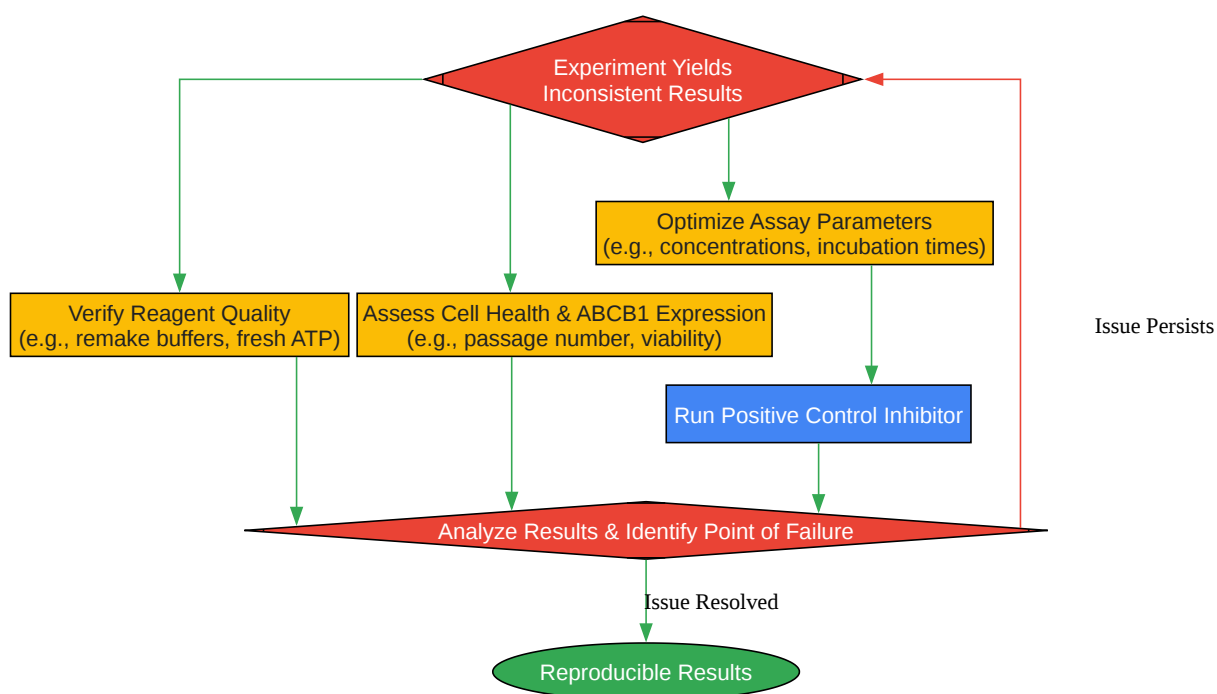 Experiment Yields
Inconsistent Results
Optimize Assay Parameters
(e.g., concentrations, incubation times)
Verify Reagent Quality
(e.g., remake buffers, fresh ATP)
Assess Cell Health & ABCB1 Expression
(e.g., passage number, viability)
Issue Persists
Run Positive Control Inhibitor
Analyze Results & Identify Point of Failure
Issue Resolved
Reproducible Results